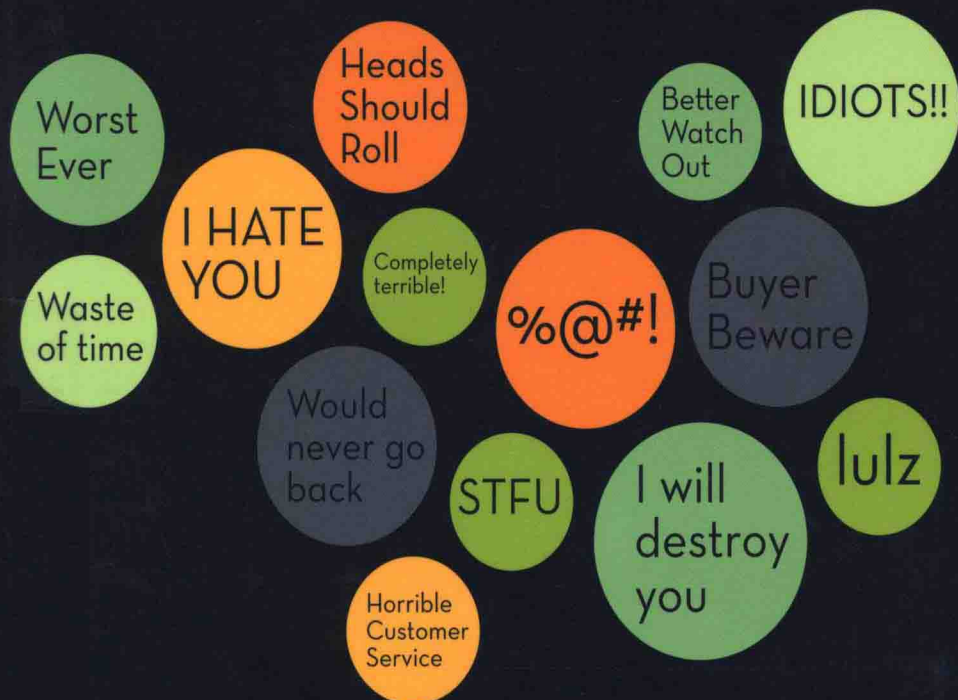 Worst
Ever
Heads
Should
Roll
Better
Watch
Out
IDIOTS!!
I HATE
YOU
Completely
terrible!
%@#!
Buyer
Beware
Waste
of time
Would
never go
back
STFU
I will
destroy
you
lulz
Horrible
Customer
Service